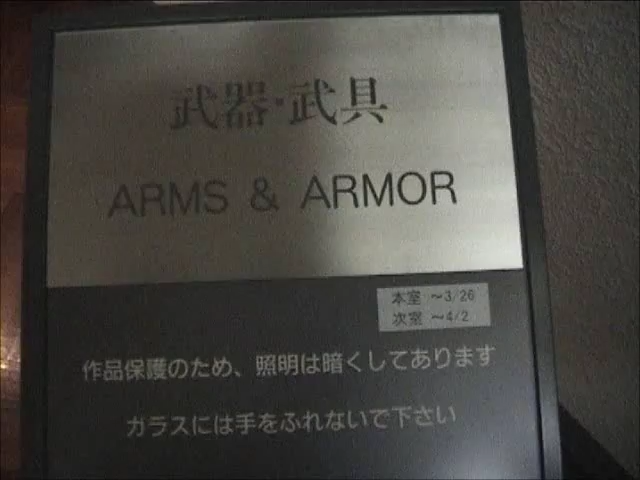 武器・武具
ARMS & ARMOR
本室 ～3/26
次室 ～4/2
作品保護のため、照明は暗くしてあります
ガラスには手をふれないで下さい